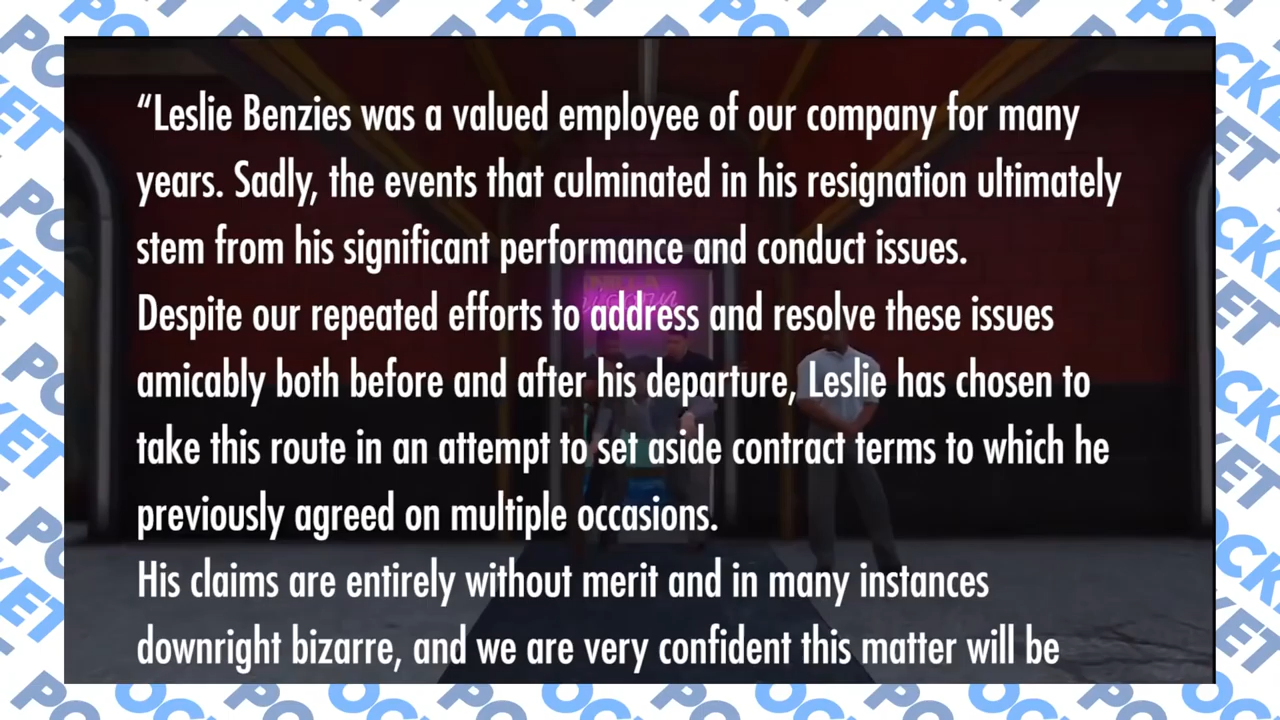 “Leslie Benzies was a valued employee of our company for many
years. Sadly, the events that culminated in his resignation ultimately
stem from his significant performance and conduct issues.
Despite our repeated efforts to address and resolve these issues
amicably both before and after his departure, Leslie has chosen to
take this route in an attempt to set aside contract terms to which he
previously agreed on multiple occasions.
His claims are entirely without merit and in many instances
downright bizarre, and we are very confident this matter will be
POCKET